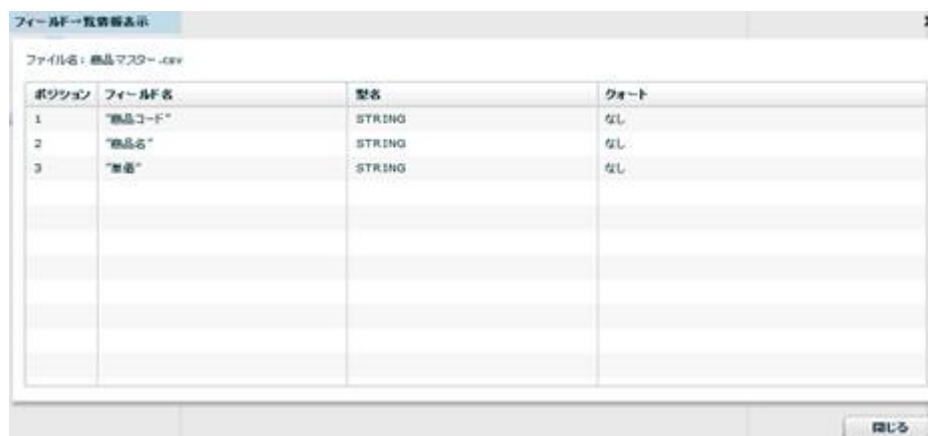 フィールド一覧情報表示
ファイル名: 商品マスター.csv
ポジション フィールド名 型名 クォート
1 "商品コード" STRING なし
2 "商品名" STRING なし
3 "単価" STRING なし
閉じる